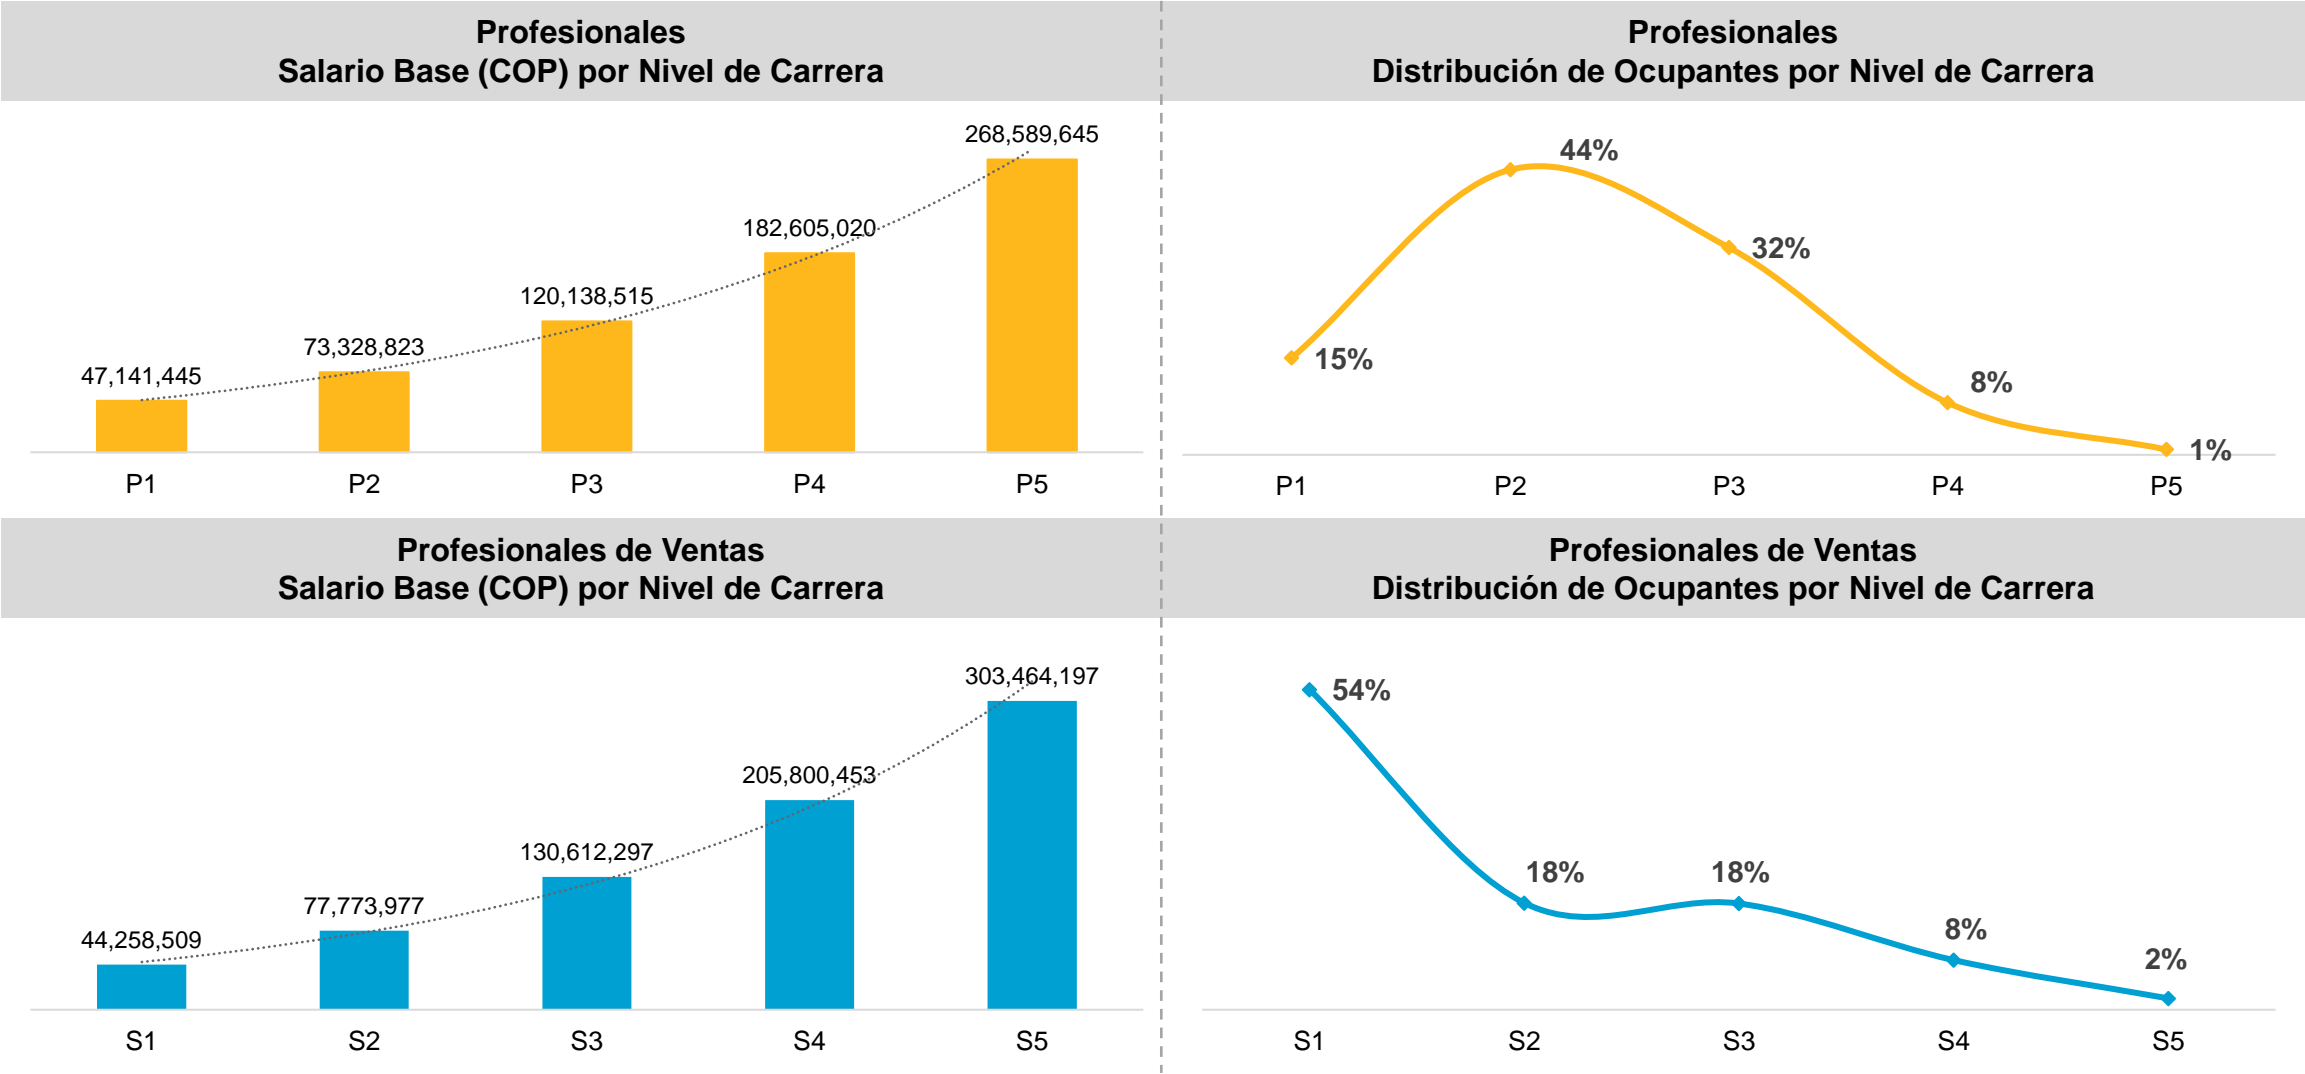 Profesionales
Salario Base (COP) por Nivel de Carrera
268,589,645
182,605,020
120,138,515
73,328,823
47,141,445
P1 P2 P3 P4 P5
Profesionales
Distribución de Ocupantes por Nivel de Carrera
44%
32%
15%
8%
1%
P1 P2 P3 P4 P5
Profesionales de Ventas
Salario Base (COP) por Nivel de Carrera
303,464,197
205,800,453
130,612,297
77,773,977
44,258,509
S1 S2 S3 S4 S5
Profesionales de Ventas
Distribución de Ocupantes por Nivel de Carrera
54%
18% 18%
8%
2%
S1 S2 S3 S4 S5